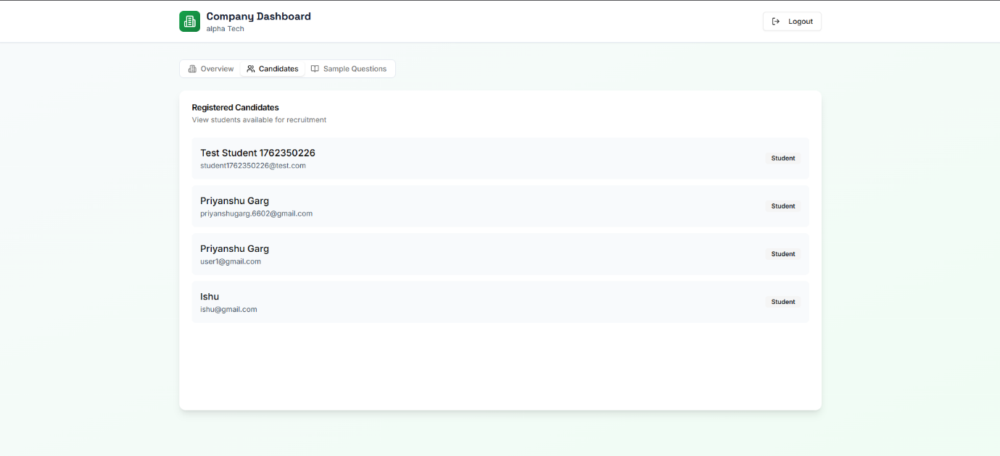 Company Dashboard
alpha Tech
Logout
Overview Candidates Sample Questions
Registered Candidates
View students available for recruitment
Test Student 1762350226
student1762350226@test.com
Student
Priyanshu Garg
priyanshugarg.6602@gmail.com
Student
Priyanshu Garg
user1@gmail.com
Student
Ishu
ishu@gmail.com
Student